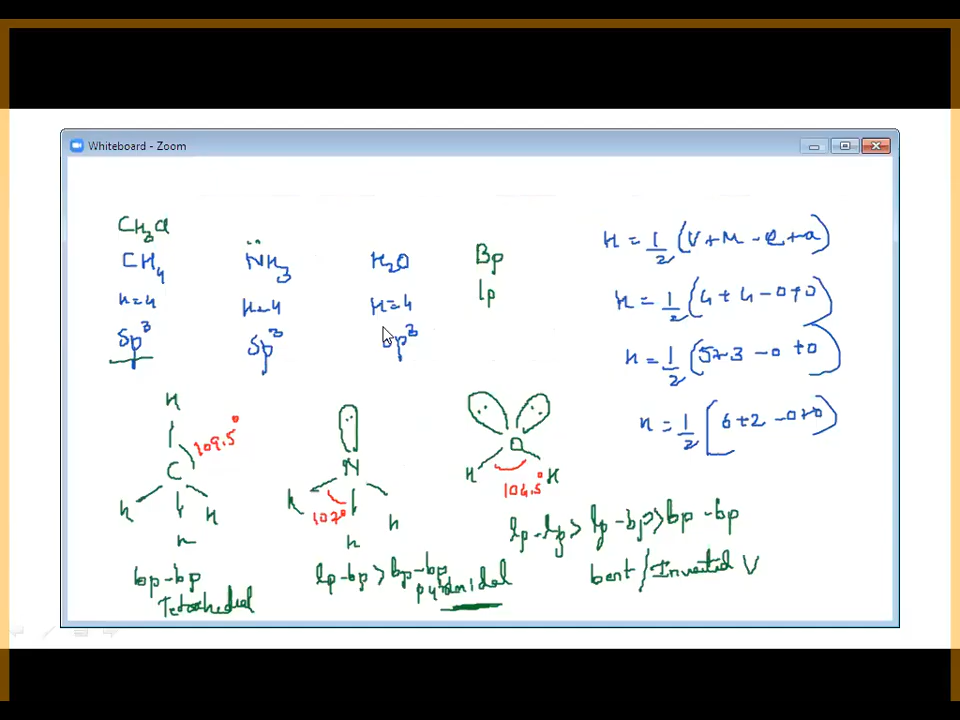 Whiteboard - Zoom
CH3Cl
CH4 NH3 H2O Bp
n=4 n=4 n=4 lp
Sp3 Sp3 Sp3
n = 1/2 (V+M-c+a)
n = 1/2 (4+4-0+0)
n = 1/2 (5+3-0+0)
n = 1/2 [6+2-0+0)
H
109.5°
C
H H
H
N
H 107° H
H
O
H H
104.5°
bp-bp
Tetrahedral
lp-bp > bp-bp
pyramidal
lp-lp > lp-bp > bp-bp
bent / Inverted V